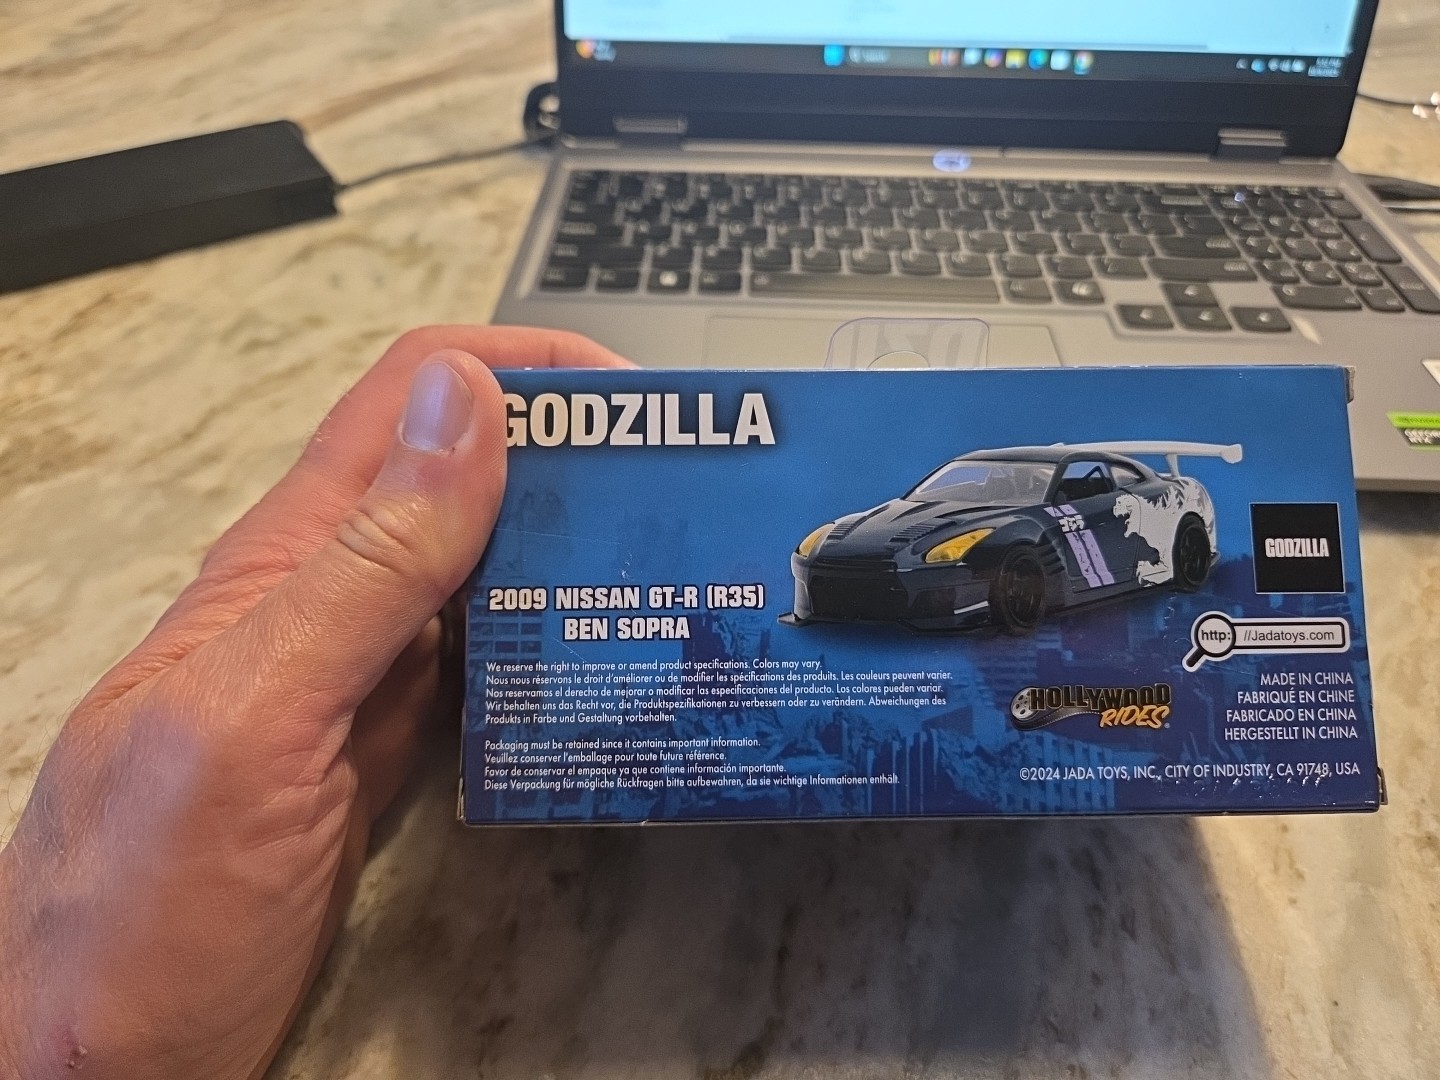 GODZILLA
2009 NISSAN GT-R (R35)
BEN SOPRA
We reserve the right to improve or amend product specifications. Colors may vary.
Nous nous réservons le droit d'améliorer ou de modifier les spécifications des produits. Les couleurs peuvent varier.
Nos reservamos el derecho de mejorar o modificar las especificaciones del producto. Los colores pueden variar.
Wir behalten uns das Recht vor, die Produktspezifikationen zu verbessern oder zu verändern. Abweichungen des
Produkts in Farbe und Gestaltung vorbehalten.
Packaging must be retained since it contains important information.
Veuillez conserver l'emballage pour toute future référence.
Favor de conservar el empaque ya que contiene información importante.
Diese Verpackung für mögliche Rückfragen bitte aufbewahren, da sie wichtige Informationen enthält.
GODZILLA
http: //Jadatoys.com
HOLLYWOOD
RIDES
MADE IN CHINA
FABRIQUÉ EN CHINE
FABRICADO EN CHINA
HERGESTELLT IN CHINA
©2024 JADA TOYS, INC., CITY OF INDUSTRY, CA 91748, USA